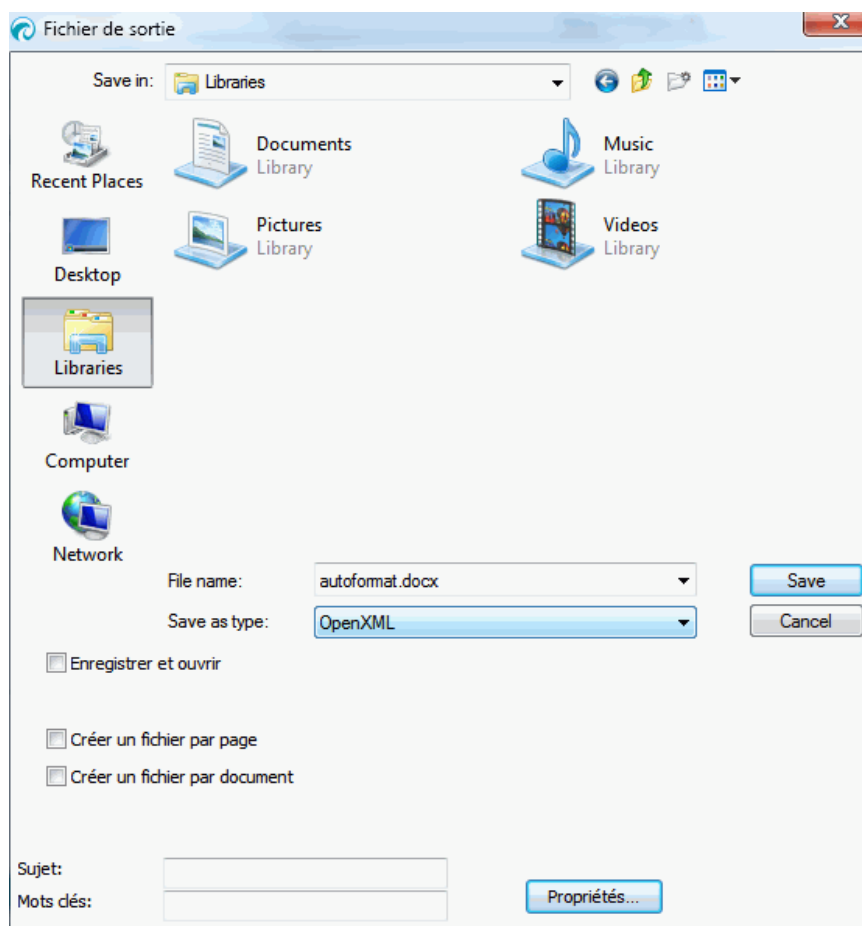 Fichier de sortie
Save in: Libraries
Recent Places
Documents
Library
Music
Library
Desktop
Pictures
Library
Videos
Library
Libraries
Computer
Network
File name: autoformat.docx Save
Save as type: OpenXML Cancel
Enregistrer et ouvrir
Créer un fichier par page
Créer un fichier par document
Sujet:
Mots clés: Propriétés...